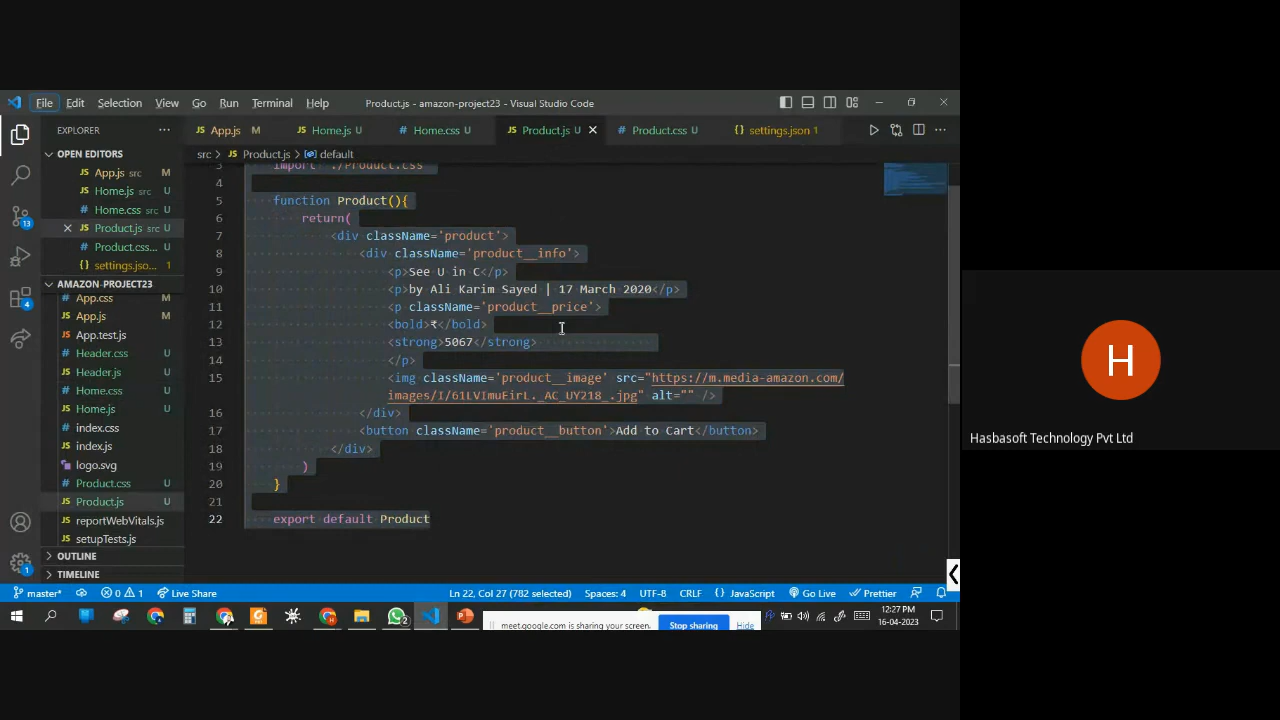 File Edit Selection View Go Run Terminal Help Product.js - amazon-project23 - Visual Studio Code
EXPLORER
App.js M Home.js U Home.css U Product.js U Product.css U settings.json 1
OPEN EDITORS
src > Product.js > default
App.js src M
Home.js src U
Home.css src U
Product.js src U
Product.css... U
settings.jso... 1
AMAZON-PROJECT23
App.css M
App.js M
App.test.js
Header.css U
Header.js U
Home.css U
Home.js U
index.css
index.js
logo.svg
Product.css U
Product.js U
reportWebVitals.js
setupTests.js
OUTLINE
TIMELINE
3 import './Product.css'
4
5 function Product(){
6 return(
7 <div className='product'>
8 <div className='product__info'>
9 <p>See U in C</p>
10 <p>by Ali Karim Sayed | 17 March 2020</p>
11 <p className='product__price'>
12 <bold>₹</bold>
13 <strong>5067</strong>
14 </p>
15 <img className='product__image' src="https://m.media-amazon.com/
images/I/61LVImuEirL._AC_UY218_.jpg" alt="" />
16 </div>
17 <button className='product__button'>Add to Cart</button>
18 </div>
19 )
20 }
21
22 export default Product
13
4
1
master* 0 1 Live Share Ln 22, Col 27 (782 selected) Spaces: 4 UTF-8 CRLF {} JavaScript Go Live Prettier
2
meet.google.com is sharing your screen. Stop sharing Hide
12:27 PM
16-04-2023
H
Hasbasoft Technology Pvt Ltd